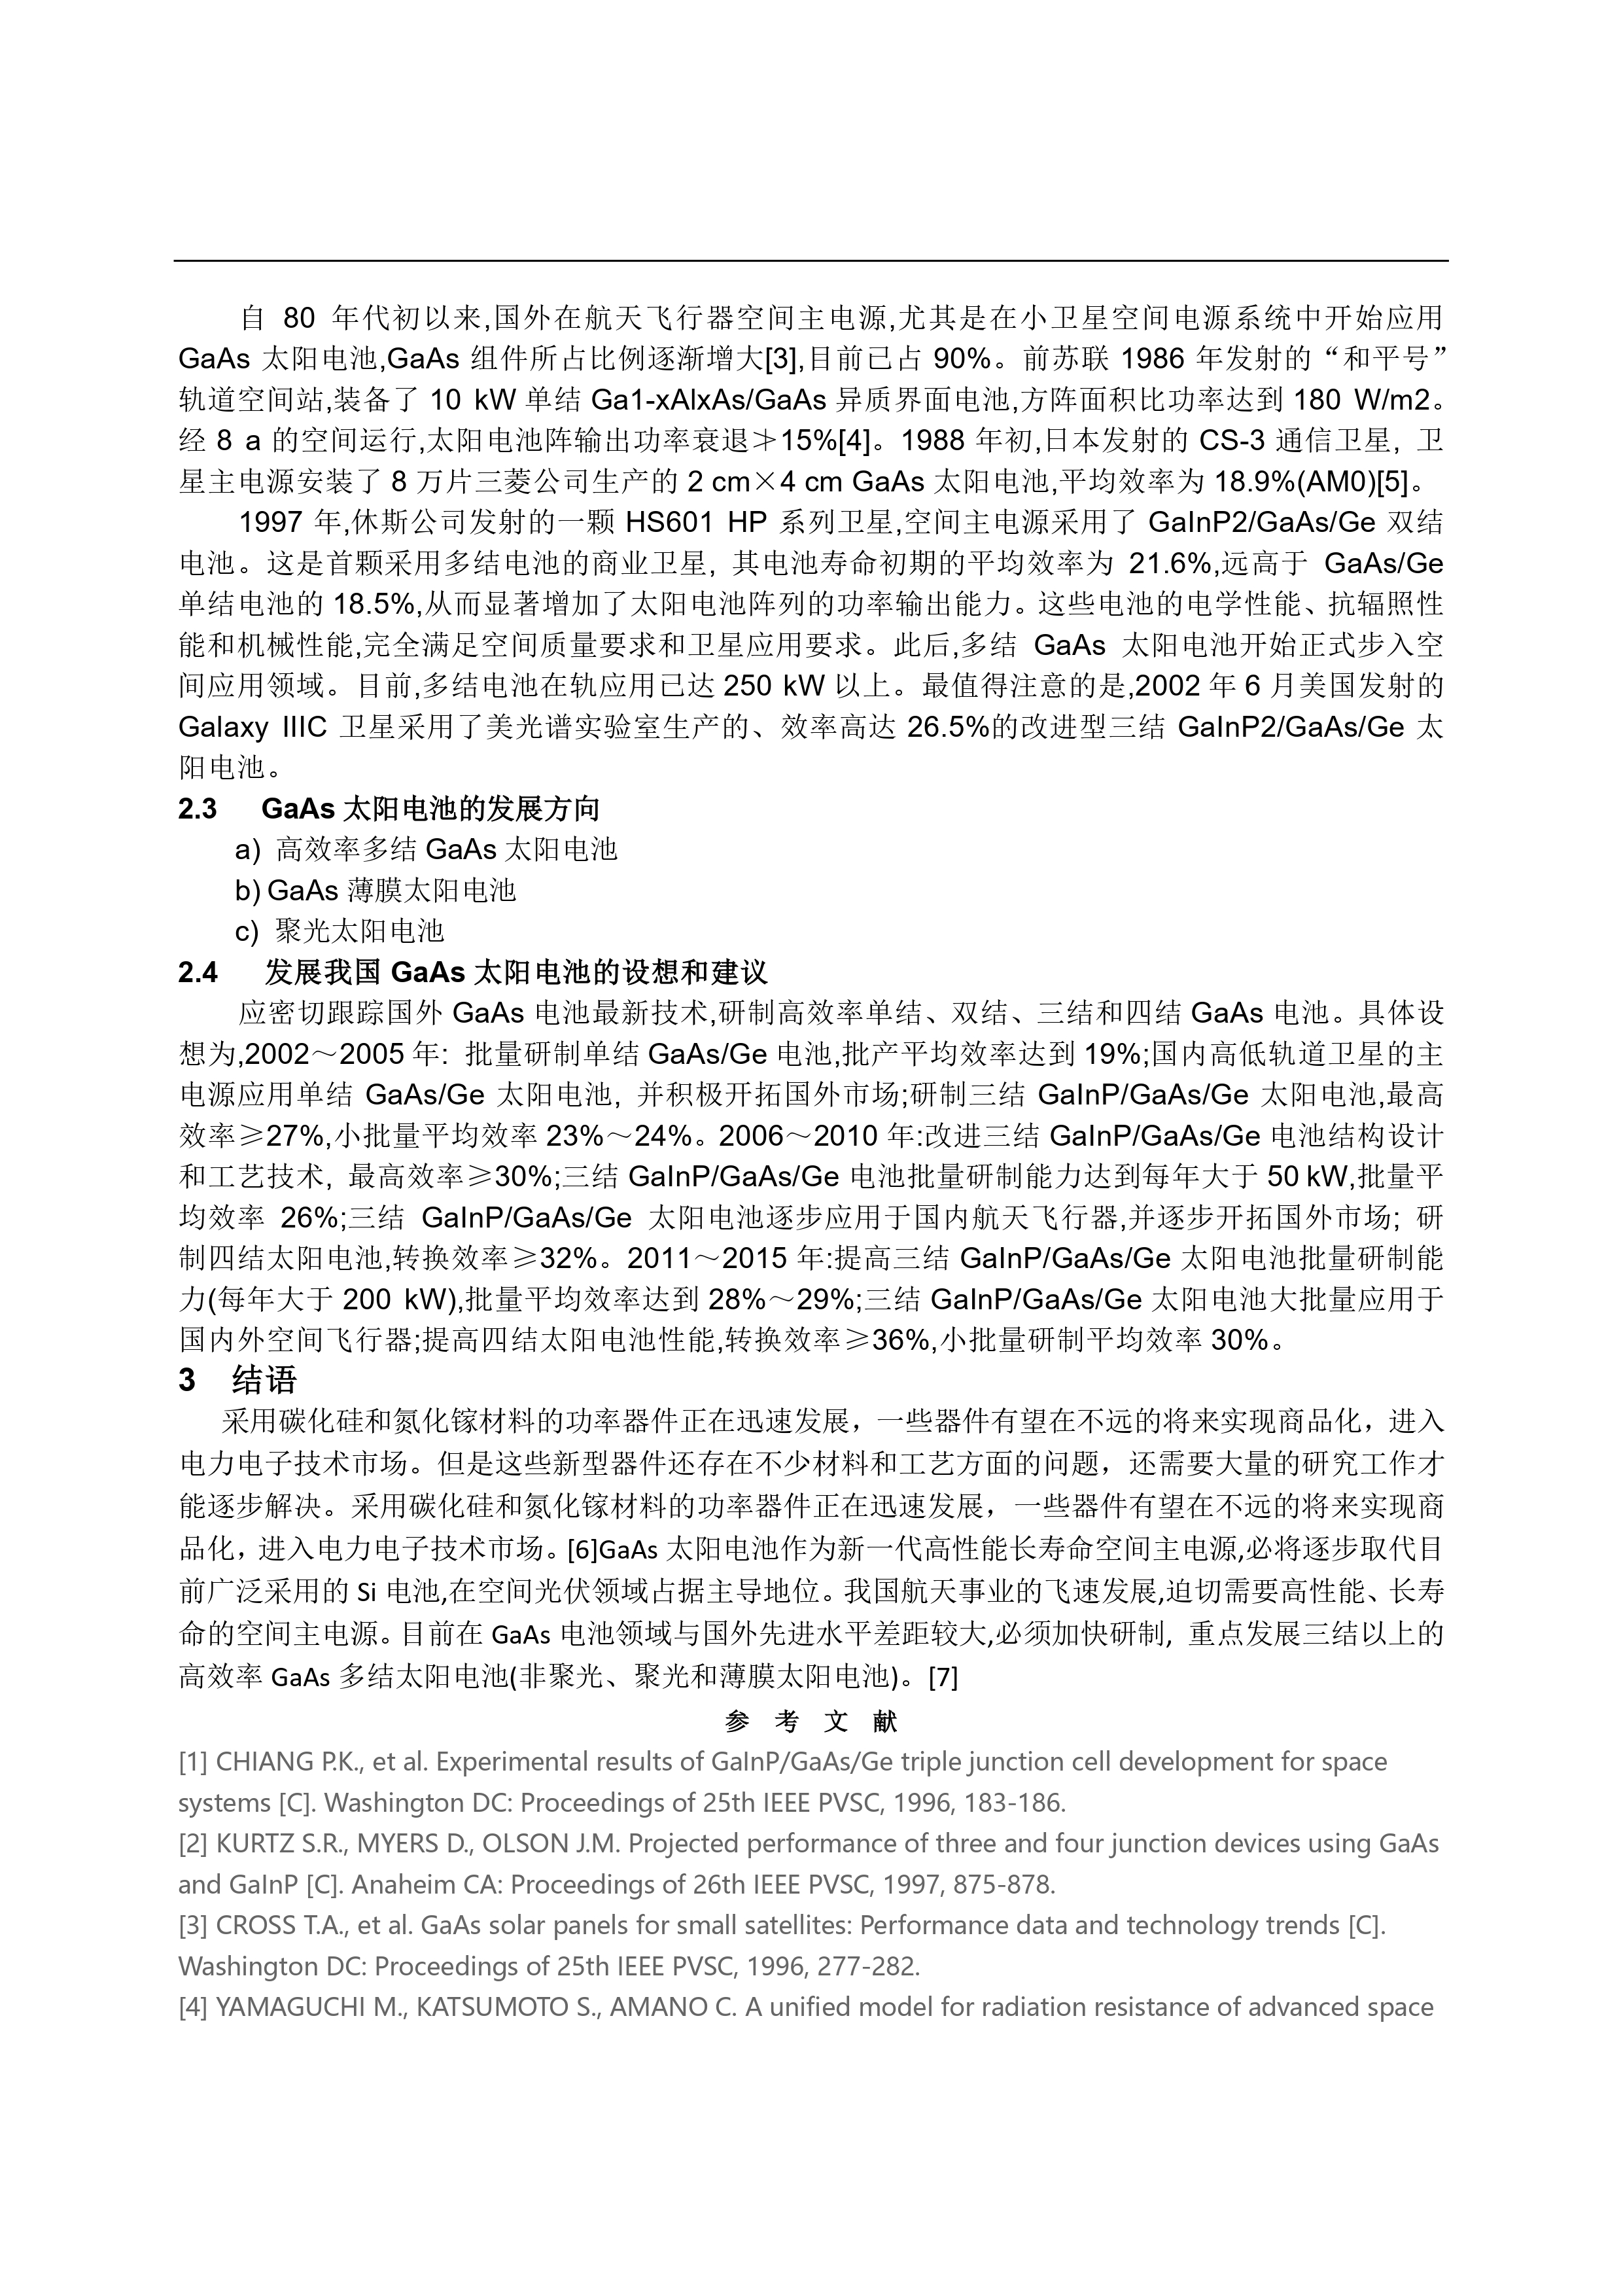 自 80 年代初以来,国外在航天飞行器空间主电源,尤其是在小卫星空间电源系统中开始应用
GaAs 太阳电池,GaAs 组件所占比例逐渐增大[3],目前已占 90%。前苏联 1986 年发射的“和平号”
轨道空间站,装备了 10 kW 单结 Ga1-xAlxAs/GaAs 异质界面电池,方阵面积比功率达到 180 W/m2。
经 8 a 的空间运行,太阳电池阵输出功率衰退≯15%[4]。1988 年初,日本发射的 CS-3 通信卫星, 卫
星主电源安装了 8 万片三菱公司生产的 2 cm×4 cm GaAs 太阳电池,平均效率为 18.9%(AM0)[5]。
1997 年,休斯公司发射的一颗 HS601 HP 系列卫星,空间主电源采用了 GaInP2/GaAs/Ge 双结
电池。这是首颗采用多结电池的商业卫星, 其电池寿命初期的平均效率为 21.6%,远高于 GaAs/Ge
单结电池的 18.5%,从而显著增加了太阳电池阵列的功率输出能力。这些电池的电学性能、抗辐照性
能和机械性能,完全满足空间质量要求和卫星应用要求。此后,多结 GaAs 太阳电池开始正式步入空
间应用领域。目前,多结电池在轨应用已达 250 kW 以上。最值得注意的是,2002 年 6 月美国发射的
Galaxy IIIC 卫星采用了美光谱实验室生产的、效率高达 26.5%的改进型三结 GaInP2/GaAs/Ge 太
阳电池。
2.3 GaAs 太阳电池的发展方向
a) 高效率多结 GaAs 太阳电池
b) GaAs 薄膜太阳电池
c) 聚光太阳电池
2.4 发展我国 GaAs 太阳电池的设想和建议
应密切跟踪国外 GaAs 电池最新技术,研制高效率单结、双结、三结和四结 GaAs 电池。具体设
想为,2002～2005 年: 批量研制单结 GaAs/Ge 电池,批产平均效率达到 19%;国内高低轨道卫星的主
电源应用单结 GaAs/Ge 太阳电池, 并积极开拓国外市场;研制三结 GaInP/GaAs/Ge 太阳电池,最高
效率≥27%,小批量平均效率 23%～24%。2006～2010 年:改进三结 GaInP/GaAs/Ge 电池结构设计
和工艺技术, 最高效率≥30%;三结 GaInP/GaAs/Ge 电池批量研制能力达到每年大于 50 kW,批量平
均效率 26%;三结 GaInP/GaAs/Ge 太阳电池逐步应用于国内航天飞行器,并逐步开拓国外市场; 研
制四结太阳电池,转换效率≥32%。2011～2015 年:提高三结 GaInP/GaAs/Ge 太阳电池批量研制能
力(每年大于 200 kW),批量平均效率达到 28%～29%;三结 GaInP/GaAs/Ge 太阳电池大批量应用于
国内外空间飞行器;提高四结太阳电池性能,转换效率≥36%,小批量研制平均效率 30%。
3 结语
采用碳化硅和氮化镓材料的功率器件正在迅速发展，一些器件有望在不远的将来实现商品化，进入
电力电子技术市场。但是这些新型器件还存在不少材料和工艺方面的问题，还需要大量的研究工作才
能逐步解决。采用碳化硅和氮化镓材料的功率器件正在迅速发展，一些器件有望在不远的将来实现商
品化，进入电力电子技术市场。[6]GaAs 太阳电池作为新一代高性能长寿命空间主电源,必将逐步取代目
前广泛采用的 Si 电池,在空间光伏领域占据主导地位。我国航天事业的飞速发展,迫切需要高性能、长寿
命的空间主电源。目前在 GaAs 电池领域与国外先进水平差距较大,必须加快研制, 重点发展三结以上的
高效率 GaAs 多结太阳电池(非聚光、聚光和薄膜太阳电池)。[7]
参 考 文 献
[1] CHIANG P.K., et al. Experimental results of GaInP/GaAs/Ge triple junction cell development for space
systems [C]. Washington DC: Proceedings of 25th IEEE PVSC, 1996, 183-186.
[2] KURTZ S.R., MYERS D., OLSON J.M. Projected performance of three and four junction devices using GaAs
and GaInP [C]. Anaheim CA: Proceedings of 26th IEEE PVSC, 1997, 875-878.
[3] CROSS T.A., et al. GaAs solar panels for small satellites: Performance data and technology trends [C].
Washington DC: Proceedings of 25th IEEE PVSC, 1996, 277-282.
[4] YAMAGUCHI M., KATSUMOTO S., AMANO C. A unified model for radiation resistance of advanced space